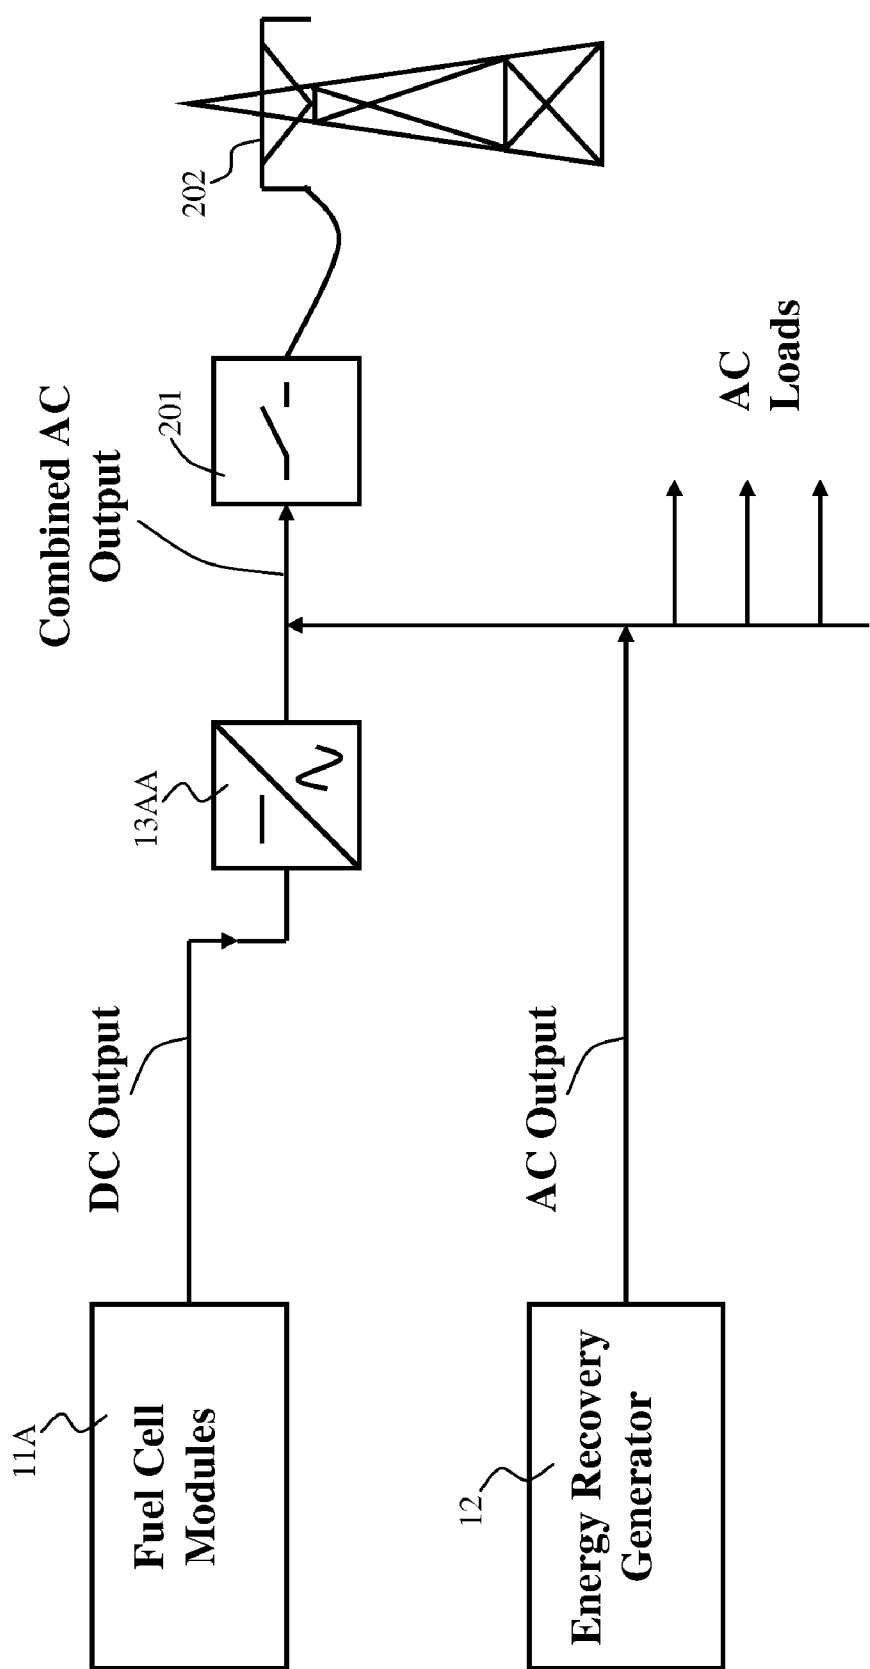 11A
Fuel Cell
Modules
DC Output
13AA
Combined AC
Output
201
202
12
Energy Recovery
Generator
AC Output
AC
Loads